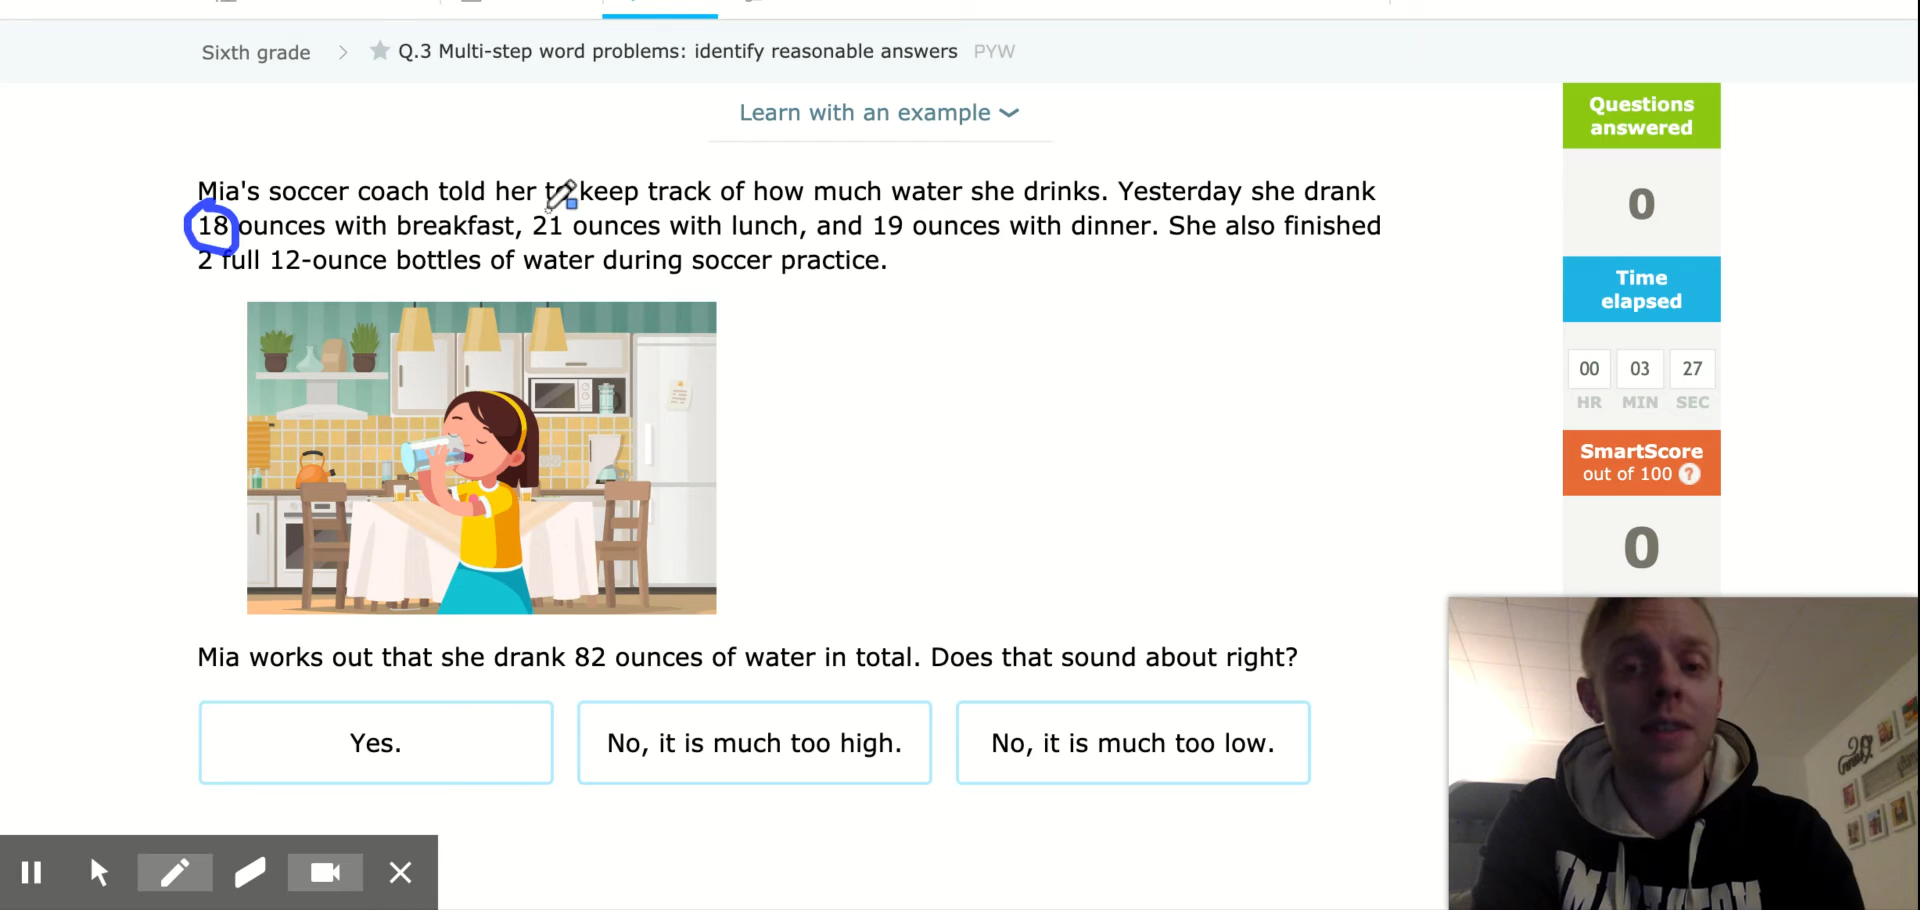 Sixth grade > Q.3 Multi-step word problems: identify reasonable answers PYW
Learn with an example
Questions
answered
0
Time
elapsed
00 03 27
HR MIN SEC
SmartScore
out of 100 ?
0
Mia's soccer coach told her to keep track of how much water she drinks. Yesterday she drank
18 ounces with breakfast, 21 ounces with lunch, and 19 ounces with dinner. She also finished
2 full 12-ounce bottles of water during soccer practice.
Mia works out that she drank 82 ounces of water in total. Does that sound about right?
Yes.
No, it is much too high.
No, it is much too low.